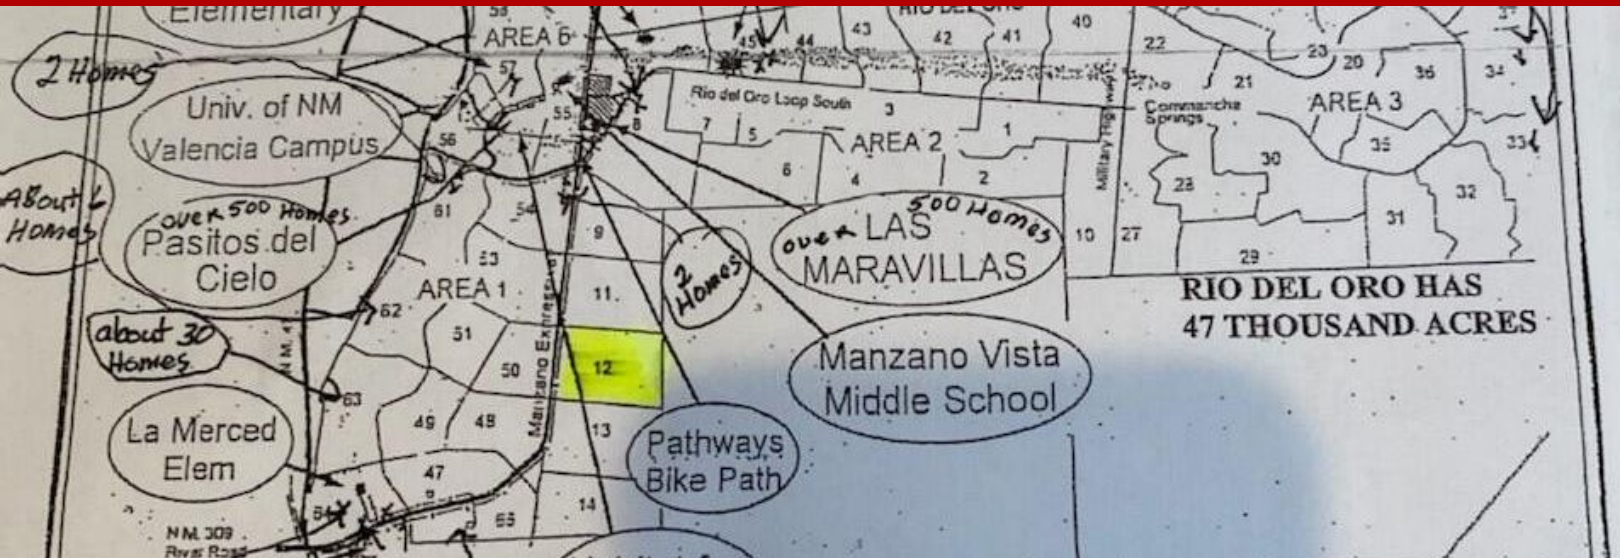 Elementary
2 Homes
Univ. of NM
Valencia Campus
About 6
Homes
over 500 Homes
Pasitos del
Cielo
about 30
Homes
La Merced
Elem
N M. 309
58
AREA 6
57
55
56
61
54
53
AREA 1
62
51
50
63
49
48
47
64
Manzano Express
9
11
12
13
14
2
Homes
Pathways
Bike Path
RIO DEL ORO
45
44
43
42
41
40
Rio del Oro Loop South
3
7
5
8
AREA 2
1
6
4
2
Military Highway
over 500 Homes
LAS
MARAVILLAS
Manzano Vista
Middle School
10
27
22
21
23
20
36
34
Commanche
Springs
AREA 3
35
33
30
28
32
31
29
RIO DEL ORO HAS
47 THOUSAND ACRES